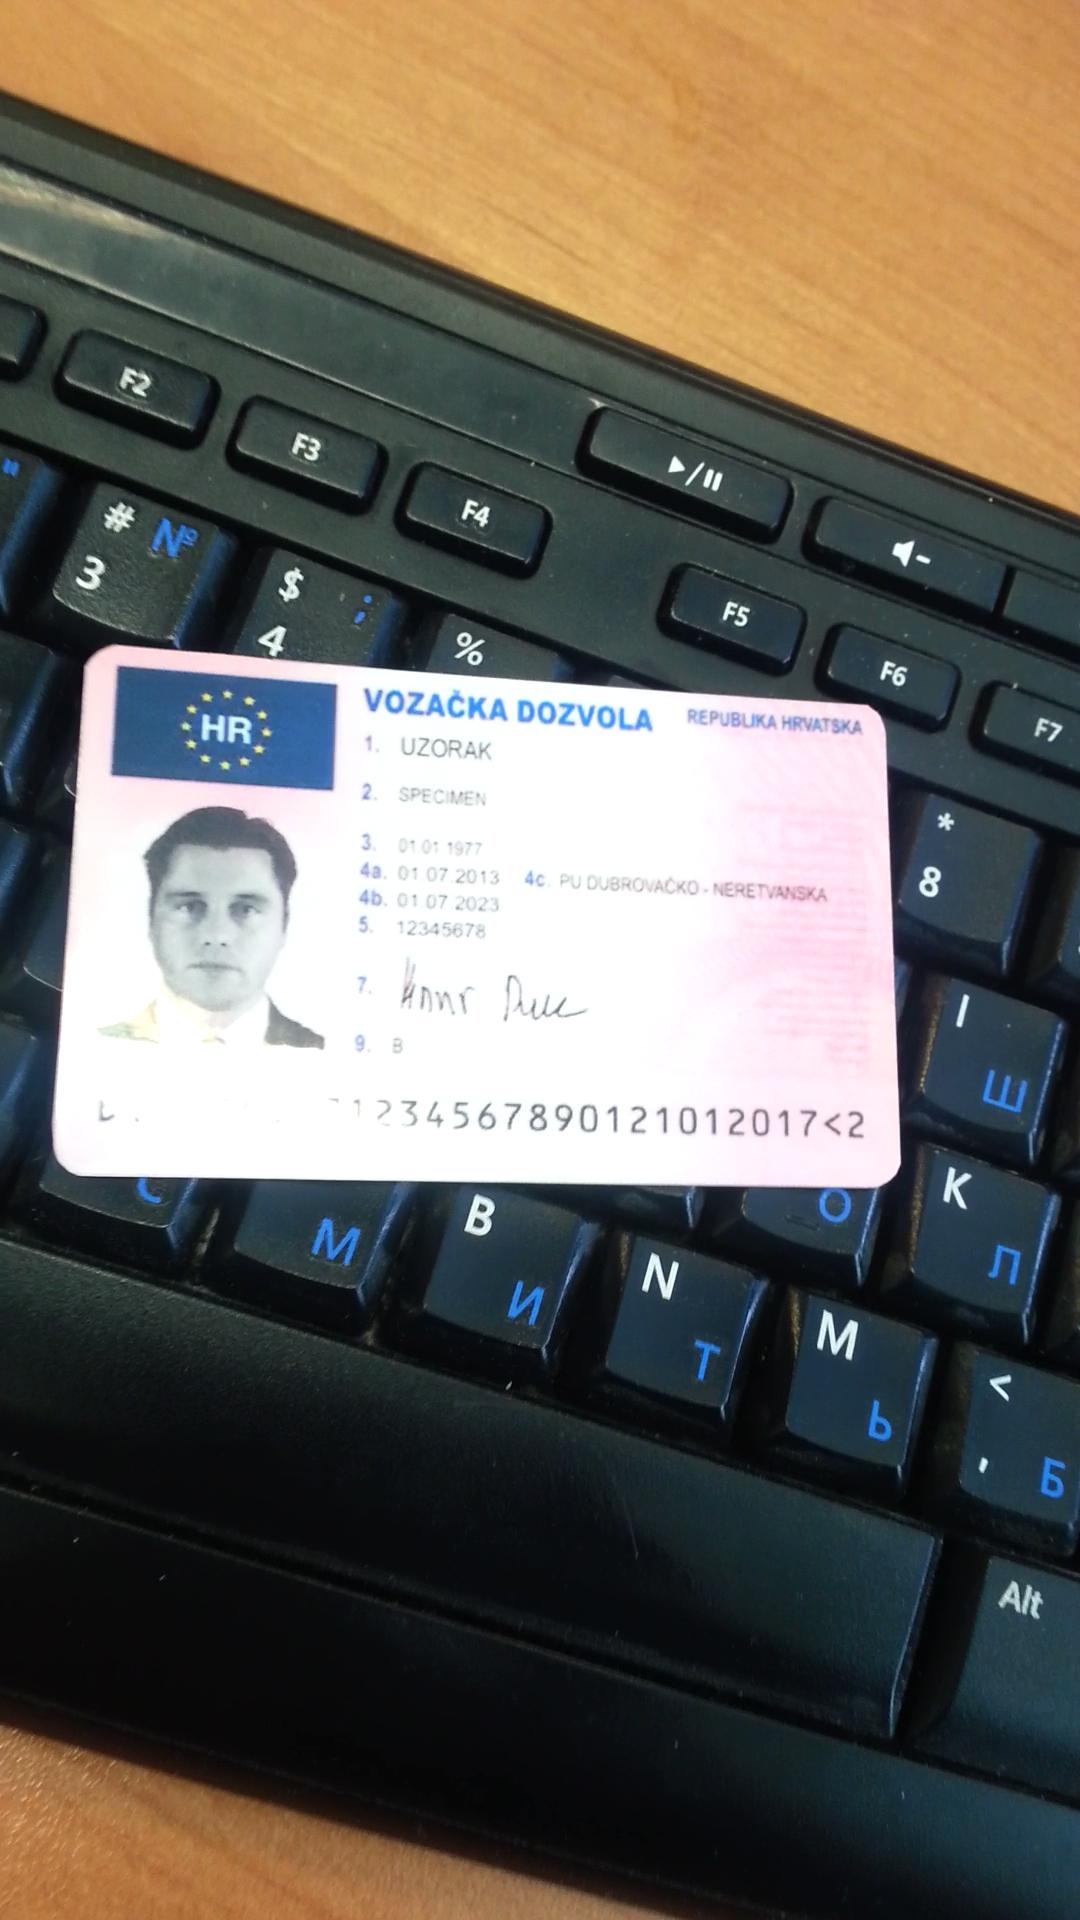 F2
F3
F4
▶/II
F5
F6
F7
# №
3
$ ;
4
%
*
8
HR
VOZAČKA DOZVOLA REPUBLIKA HRVATSKA
1. UZORAK
2. SPECIMEN
3. 01 01 1977
4a. 01 07 2013 4c. PU DUBROVAČKO - NERETVANSKA
4b. 01 07 2023
5. 12345678
7.
9. B
1234567890121012017<2
I
Ш
K
Л
О
С
М
B
И
N
Т
M
Ь
<
,
Б
Alt